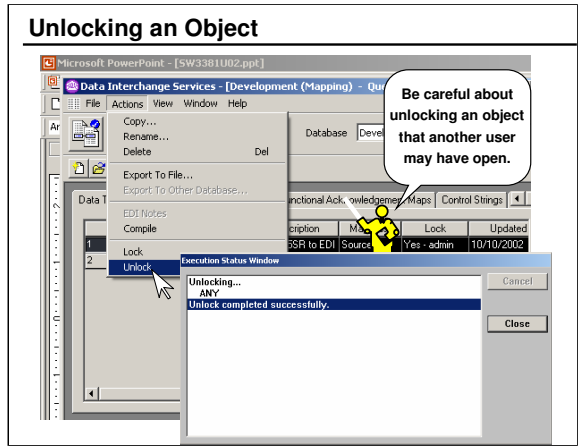 Unlocking an Object
Microsoft PowerPoint - [SW3381U02.ppt]
Data Interchange Services - [Development (Mapping) - Que
Be careful about
unlocking an object
that another user
may have open.
File Actions View Window Help
Copy...
Rename...
Delete Del
Export To File...
Export To Other Database...
EDI Notes
Compile
Lock
Unlock
Database Devel
Data T
nctional Acknowledgement Maps Control Strings
cription Ma Lock Updated
1 SSR to EDI Source Yes - admin 10/10/2002
2
Execution Status Window
Unlocking...
ANY
Unlock completed successfully.
Cancel
Close